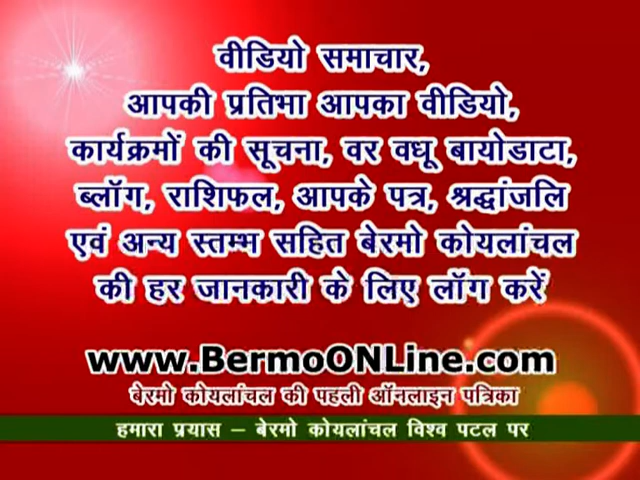 वीडियो समाचार,
आपकी प्रतिभा आपका वीडियो,
कार्यक्रमों की सूचना, वर वधू बायोडाटा,
ब्लॉग, राशिफल, आपके पत्र, श्रद्धांजलि
एवं अन्य स्तम्भ सहित बेरमो कोयलांचल
की हर जानकारी के लिए लॉग करें
www.BermoONLine.com
बेरमो कोयलांचल की पहली ऑनलाइन पत्रिका
हमारा प्रयास – बेरमो कोयलांचल विश्व पटल पर